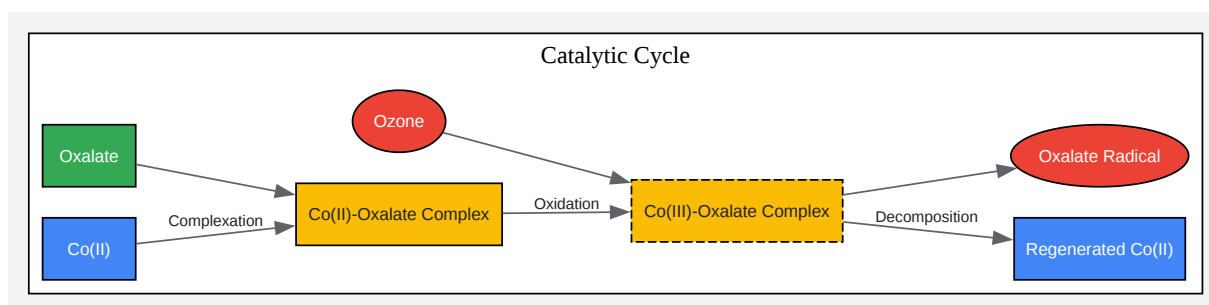 Catalytic Cycle
Ozone
Oxalate
Oxalate Radical
Co(II)-Oxalate Complex
Oxidation
Co(III)-Oxalate Complex
Complexation
Decomposition
Co(II)
Regenerated Co(II)